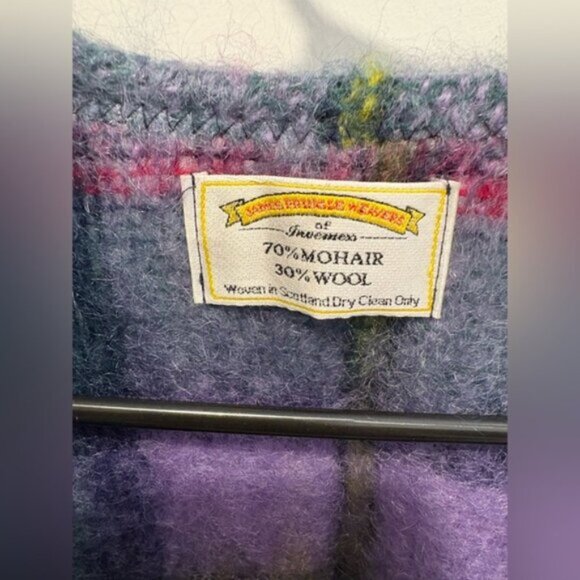 JAMES PRINGLE WEAVERS
of
Inverness
70% MOHAIR
30% WOOL
Woven in Scotland Dry Clean Only